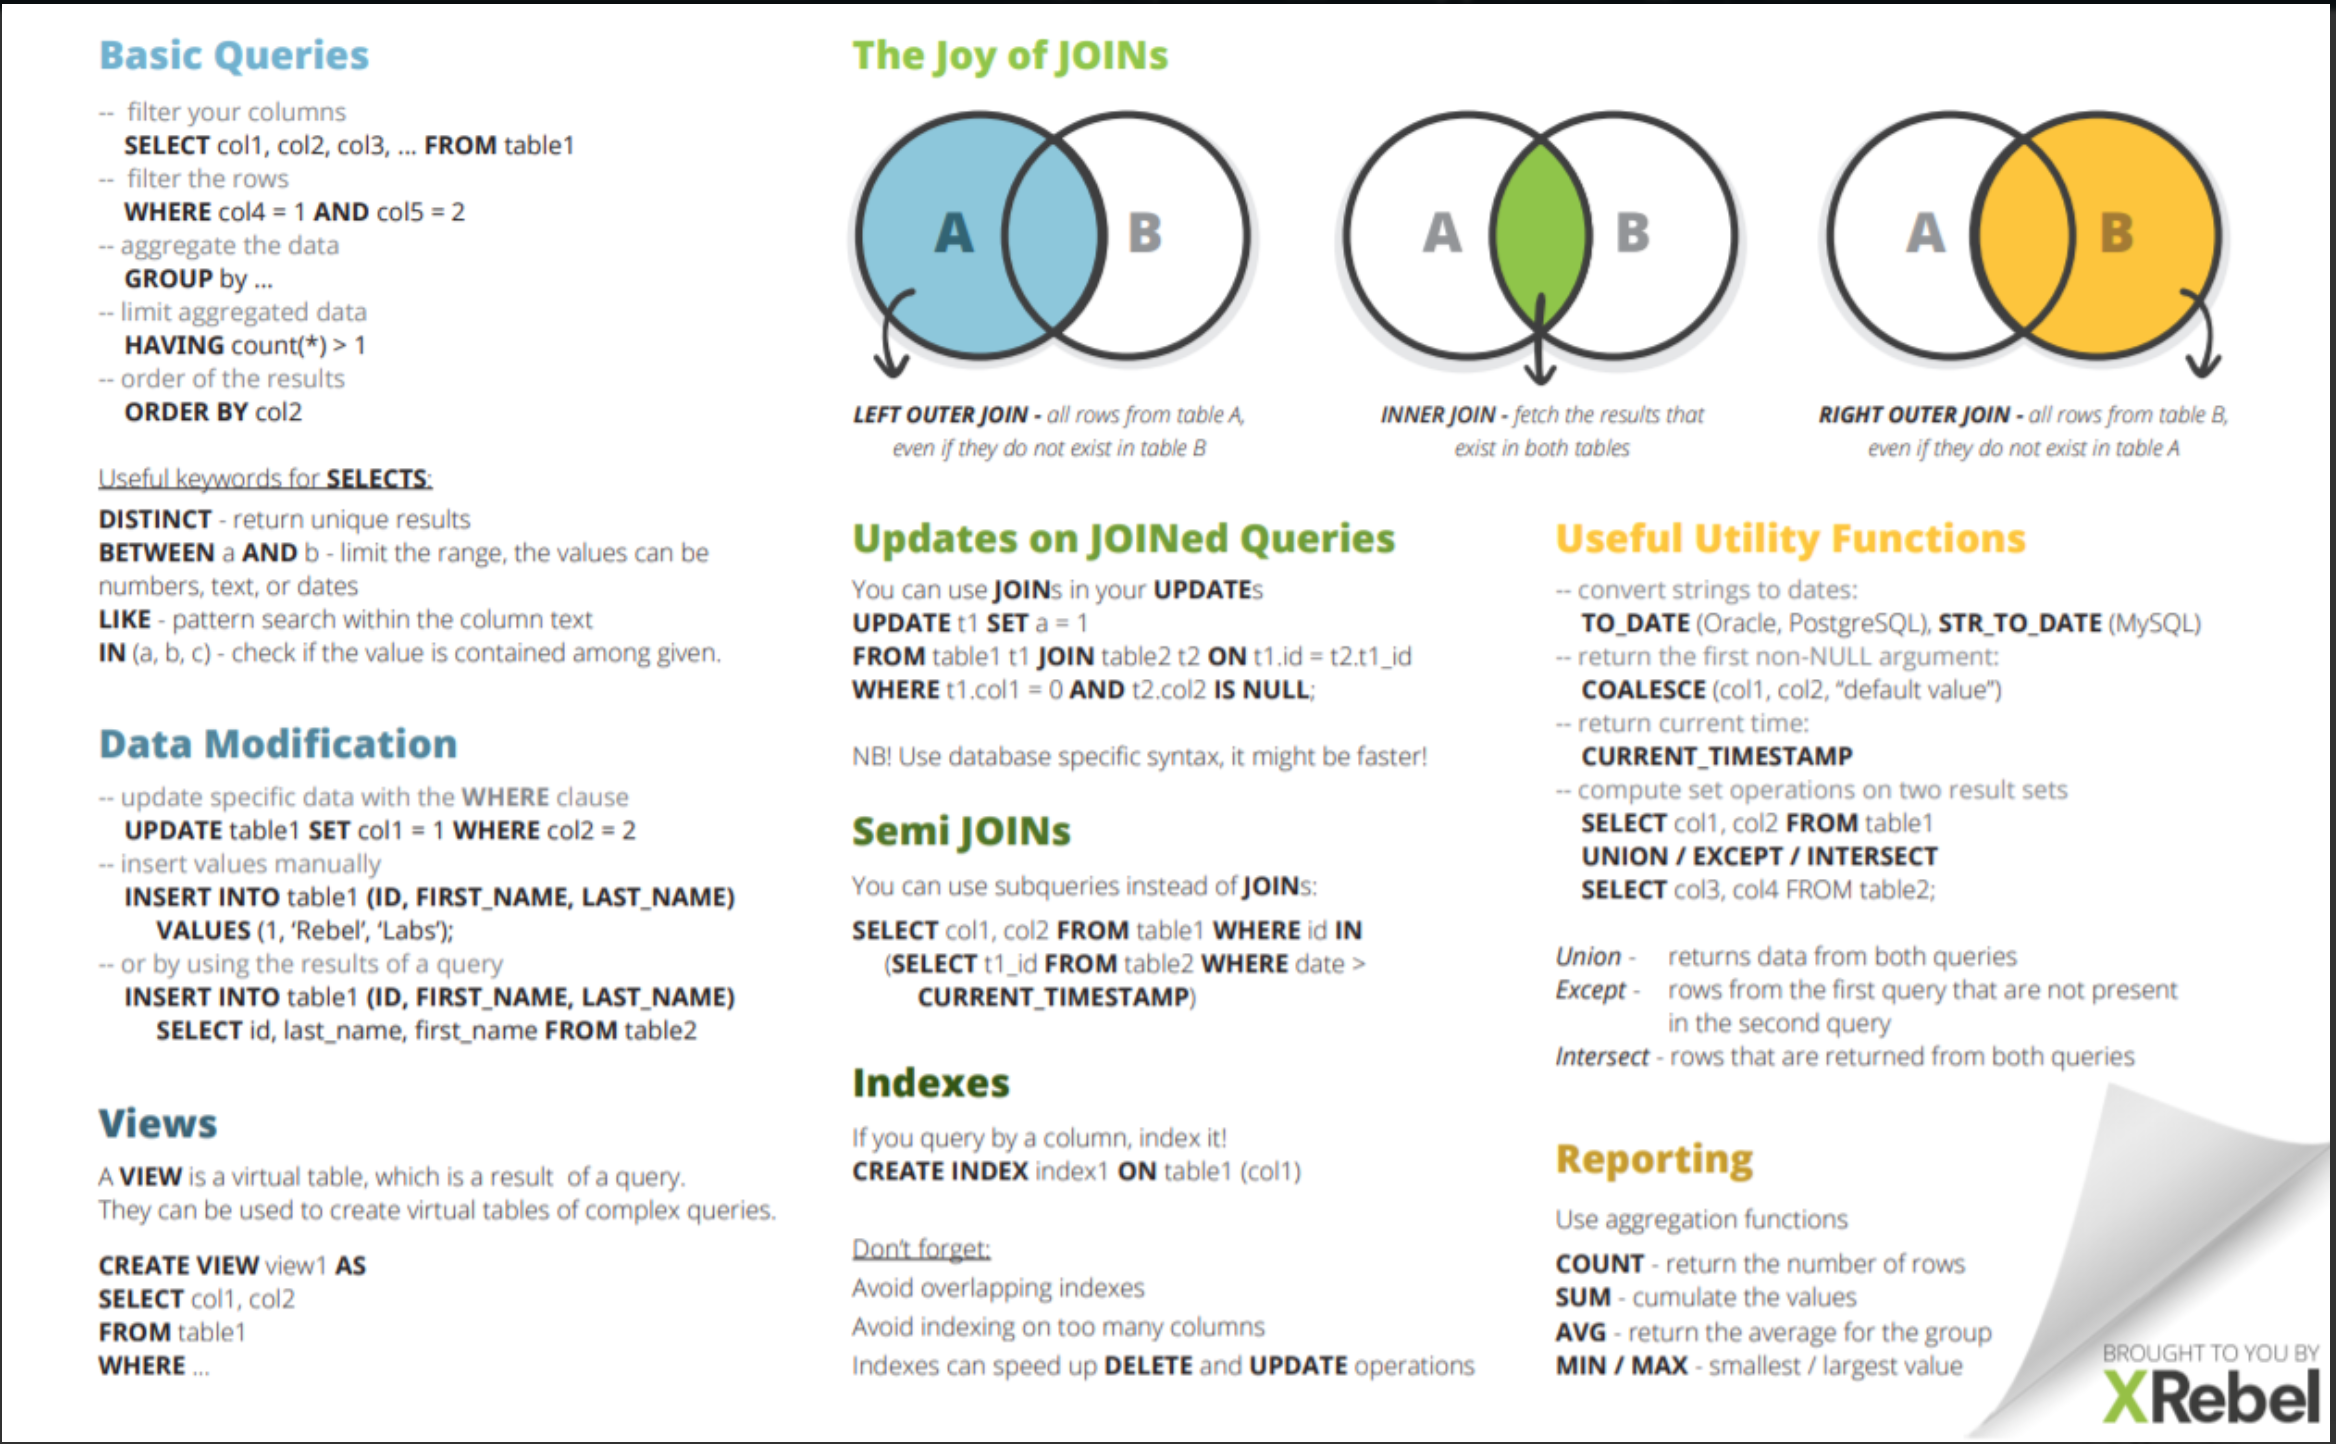 Basic Queries
-- filter your columns
SELECT col1, col2, col3, ... FROM table1
-- filter the rows
WHERE col4 = 1 AND col5 = 2
-- aggregate the data
GROUP by ...
-- limit aggregated data
HAVING count(*) > 1
-- order of the results
ORDER BY col2
Useful keywords for SELECTS:
DISTINCT - return unique results
BETWEEN a AND b - limit the range, the values can be
numbers, text, or dates
LIKE - pattern search within the column text
IN (a, b, c) - check if the value is contained among given.
Data Modification
-- update specific data with the WHERE clause
UPDATE table1 SET col1 = 1 WHERE col2 = 2
-- insert values manually
INSERT INTO table1 (ID, FIRST_NAME, LAST_NAME)
VALUES (1, ‘Rebel’, ‘Labs’);
-- or by using the results of a query
INSERT INTO table1 (ID, FIRST_NAME, LAST_NAME)
SELECT id, last_name, first_name FROM table2
Views
A VIEW is a virtual table, which is a result of a query.
They can be used to create virtual tables of complex queries.
CREATE VIEW view1 AS
SELECT col1, col2
FROM table1
WHERE ...
The Joy of JOINs
A B
A B
A B
LEFT OUTER JOIN - all rows from table A,
even if they do not exist in table B
INNER JOIN - fetch the results that
exist in both tables
RIGHT OUTER JOIN - all rows from table B,
even if they do not exist in table A
Updates on JOINed Queries
You can use JOINs in your UPDATEs
UPDATE t1 SET a = 1
FROM table1 t1 JOIN table2 t2 ON t1.id = t2.t1_id
WHERE t1.col1 = 0 AND t2.col2 IS NULL;
NB! Use database specific syntax, it might be faster!
Semi JOINs
You can use subqueries instead of JOINs:
SELECT col1, col2 FROM table1 WHERE id IN
(SELECT t1_id FROM table2 WHERE date >
CURRENT_TIMESTAMP)
Indexes
If you query by a column, index it!
CREATE INDEX index1 ON table1 (col1)
Don't forget:
Avoid overlapping indexes
Avoid indexing on too many columns
Indexes can speed up DELETE and UPDATE operations
Useful Utility Functions
-- convert strings to dates:
TO_DATE (Oracle, PostgreSQL), STR_TO_DATE (MySQL)
-- return the first non-NULL argument:
COALESCE (col1, col2, “default value”)
-- return current time:
CURRENT_TIMESTAMP
-- compute set operations on two result sets
SELECT col1, col2 FROM table1
UNION / EXCEPT / INTERSECT
SELECT col3, col4 FROM table2;
Union - returns data from both queries
Except - rows from the first query that are not present
in the second query
Intersect - rows that are returned from both queries
Reporting
Use aggregation functions
COUNT - return the number of rows
SUM - cumulate the values
AVG - return the average for the group
MIN / MAX - smallest / largest value
BROUGHT TO YOU BY
XRebel